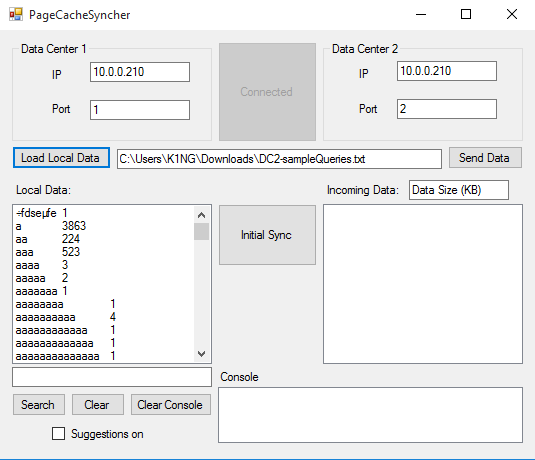 PageCacheSyncher
Data Center 1
IP 10.0.0.210
Port 1
Connected
Data Center 2
IP 10.0.0.210
Port 2
Load Local Data C:\Users\K1NG\Downloads\DC2-sampleQueries.txt Send Data
Local Data:
Incoming Data: Data Size (KB)
÷fdseµfe 1
a 3863
aa 224
aaa 523
aaaa 3
aaaaa 2
aaaaaaa 1
aaaaaaaa 1
aaaaaaaaaa 4
aaaaaaaaaaaa 1
aaaaaaaaaaaaa 1
aaaaaaaaaaaaaa 1
Initial Sync
Console
Search Clear Clear Console
Suggestions on